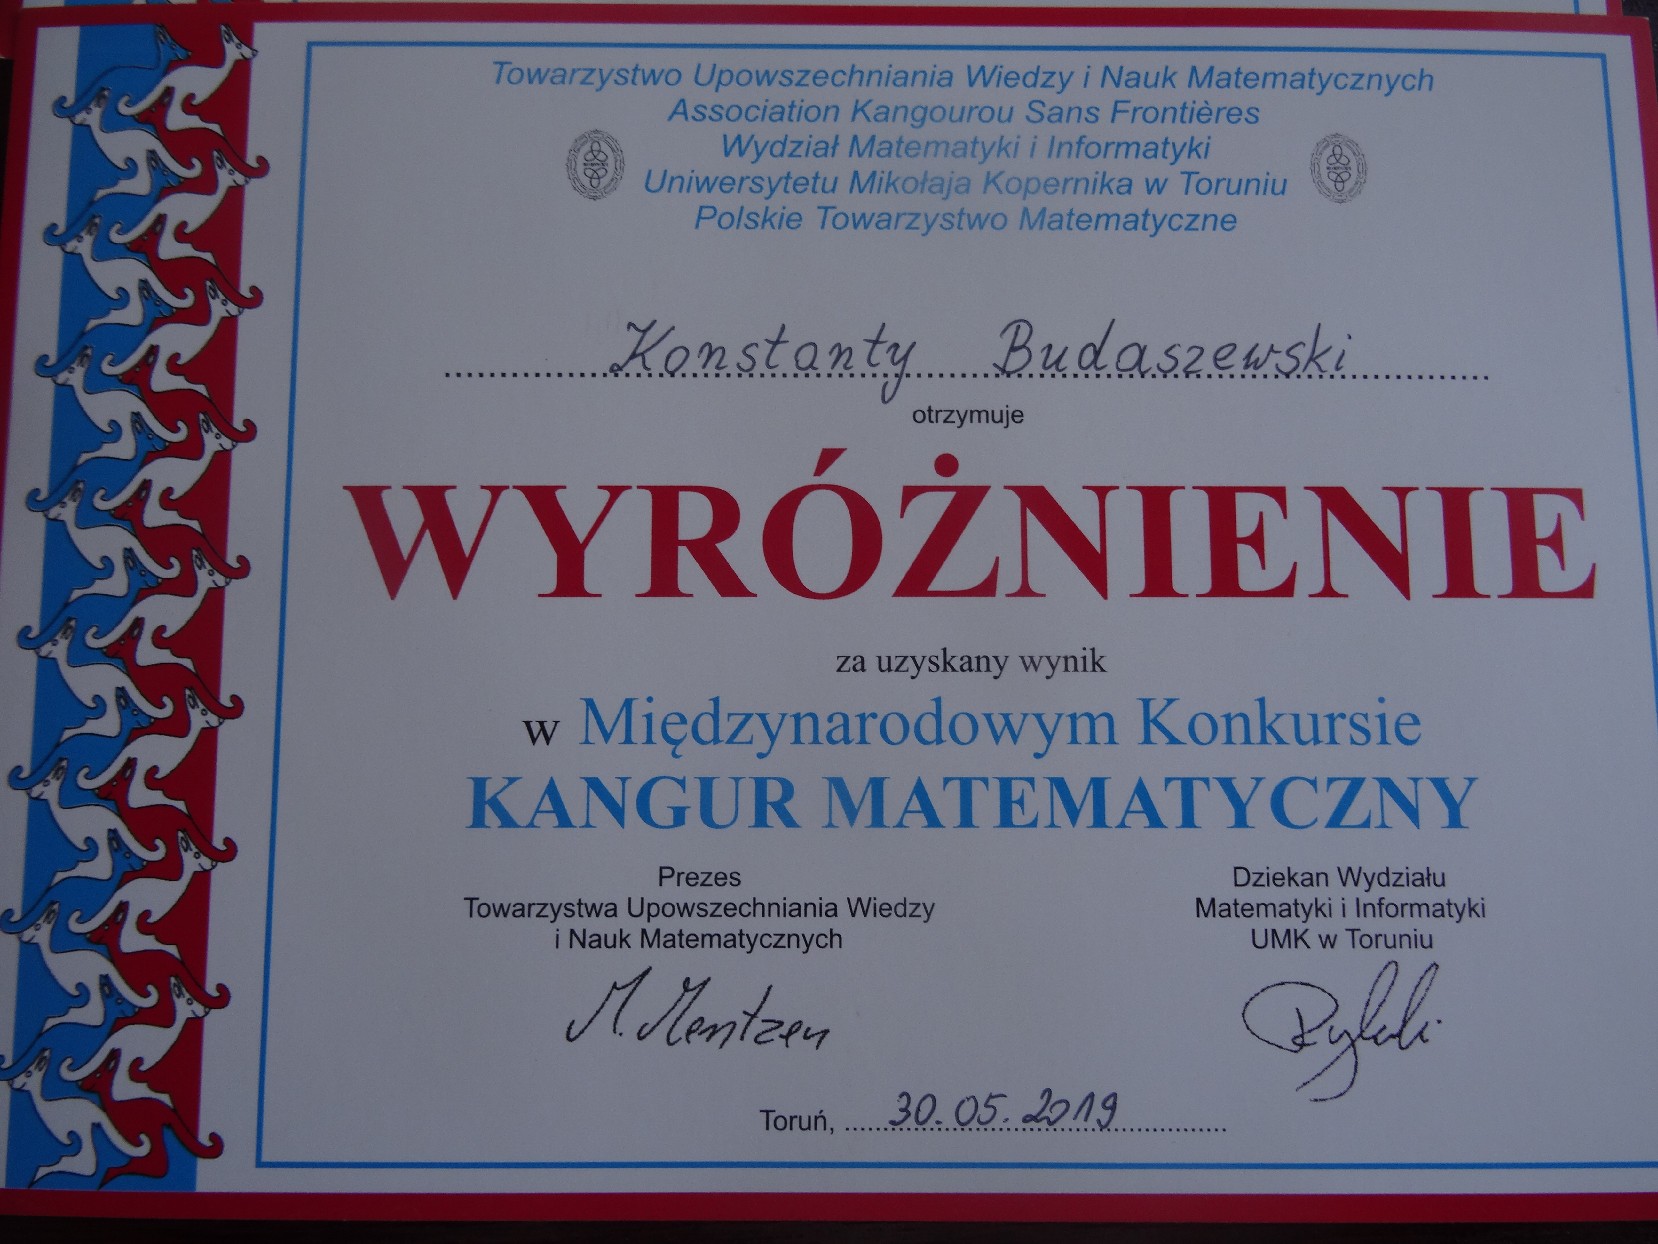 Towarzystwo Upowszechniania Wiedzy i Nauk Matematycznych
Association Kangourou Sans Frontières
Wydział Matematyki i Informatyki
Uniwersytetu Mikołaja Kopernika w Toruniu
Polskie Towarzystwo Matematyczne
Konstanty Budaszewski
otrzymuje
WYRÓŻNIENIE
za uzyskany wynik
w Międzynarodowym Konkursie
KANGUR MATEMATYCZNY
Prezes
Towarzystwa Upowszechniania Wiedzy
i Nauk Matematycznych
M. Mentzen
Dziekan Wydziału
Matematyki i Informatyki
UMK w Toruniu
Toruń, 30.05.2019